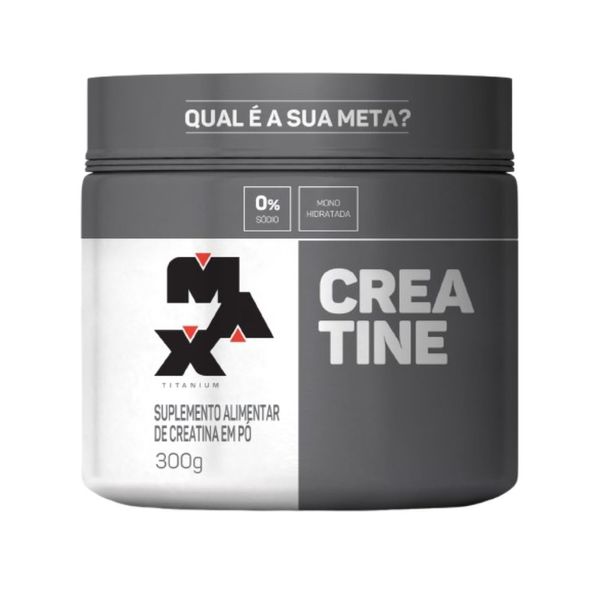 QUAL É A SUA META?
0%
SÓDIO
MONO
HIDRATADA
MAX
TITANIUM
CREA
TINE
SUPLEMENTO ALIMENTAR
DE CREATINA EM PÓ
300g